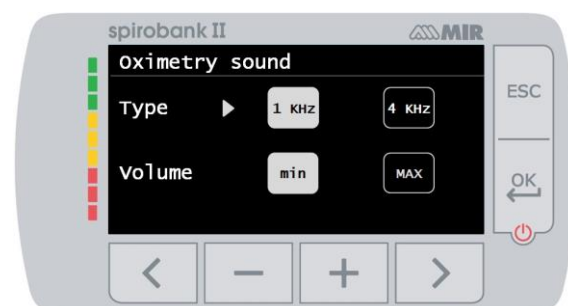 spirobank II MIR
Oximetry sound
ESC
Type 1 KHz 4 KHz
Volume min MAX
OK